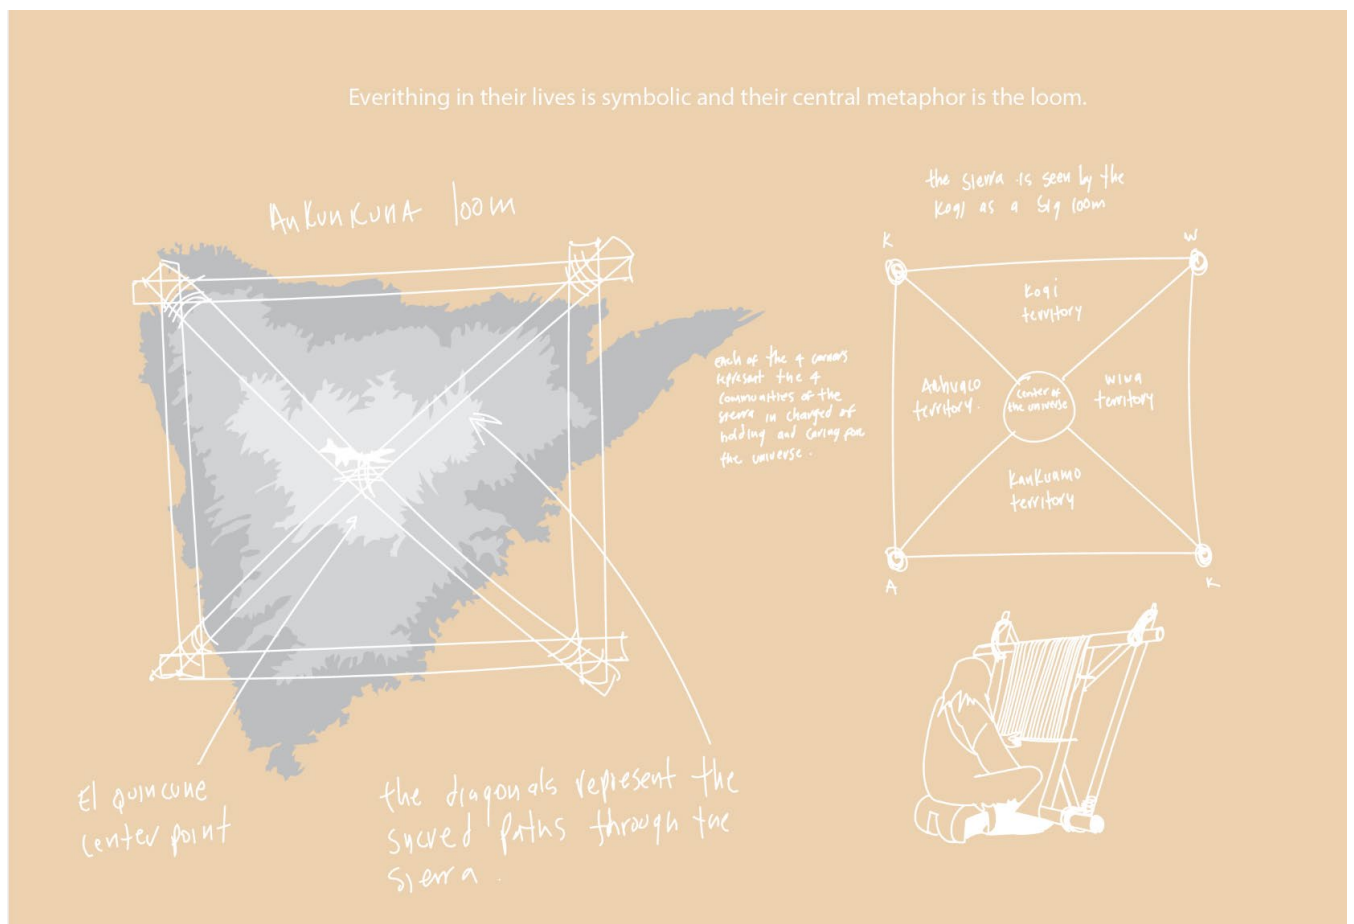 Everithing in their lives is symbolic and their central metaphor is the loom.
AnKunKunA loom
the sierra is seen by the
Kogi as a big loom
K
W
Kogi
territory
each of the 4 corners
represent the 4
communities of the
sierra in charged of
holding and caring for
the universe.
Arhuaco
territory.
center of
the universe
wiwa
territory
KanKuamo
territory
A
K
El quincune
center point
the diagonals represent the
sacred paths through the
sierra.